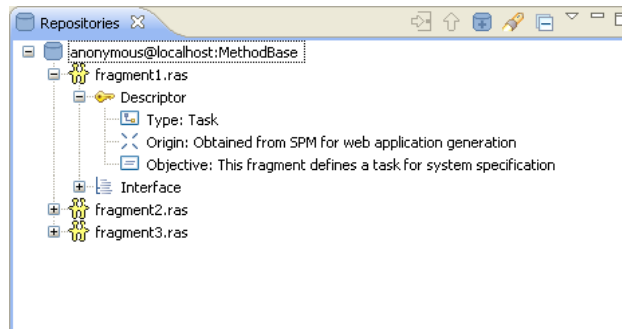 Repositories
anonymous@localhost:MethodBase
fragment1.ras
Descriptor
Type: Task
Origin: Obtained from SPM for web application generation
Objective: This fragment defines a task for system specification
Interface
fragment2.ras
fragment3.ras